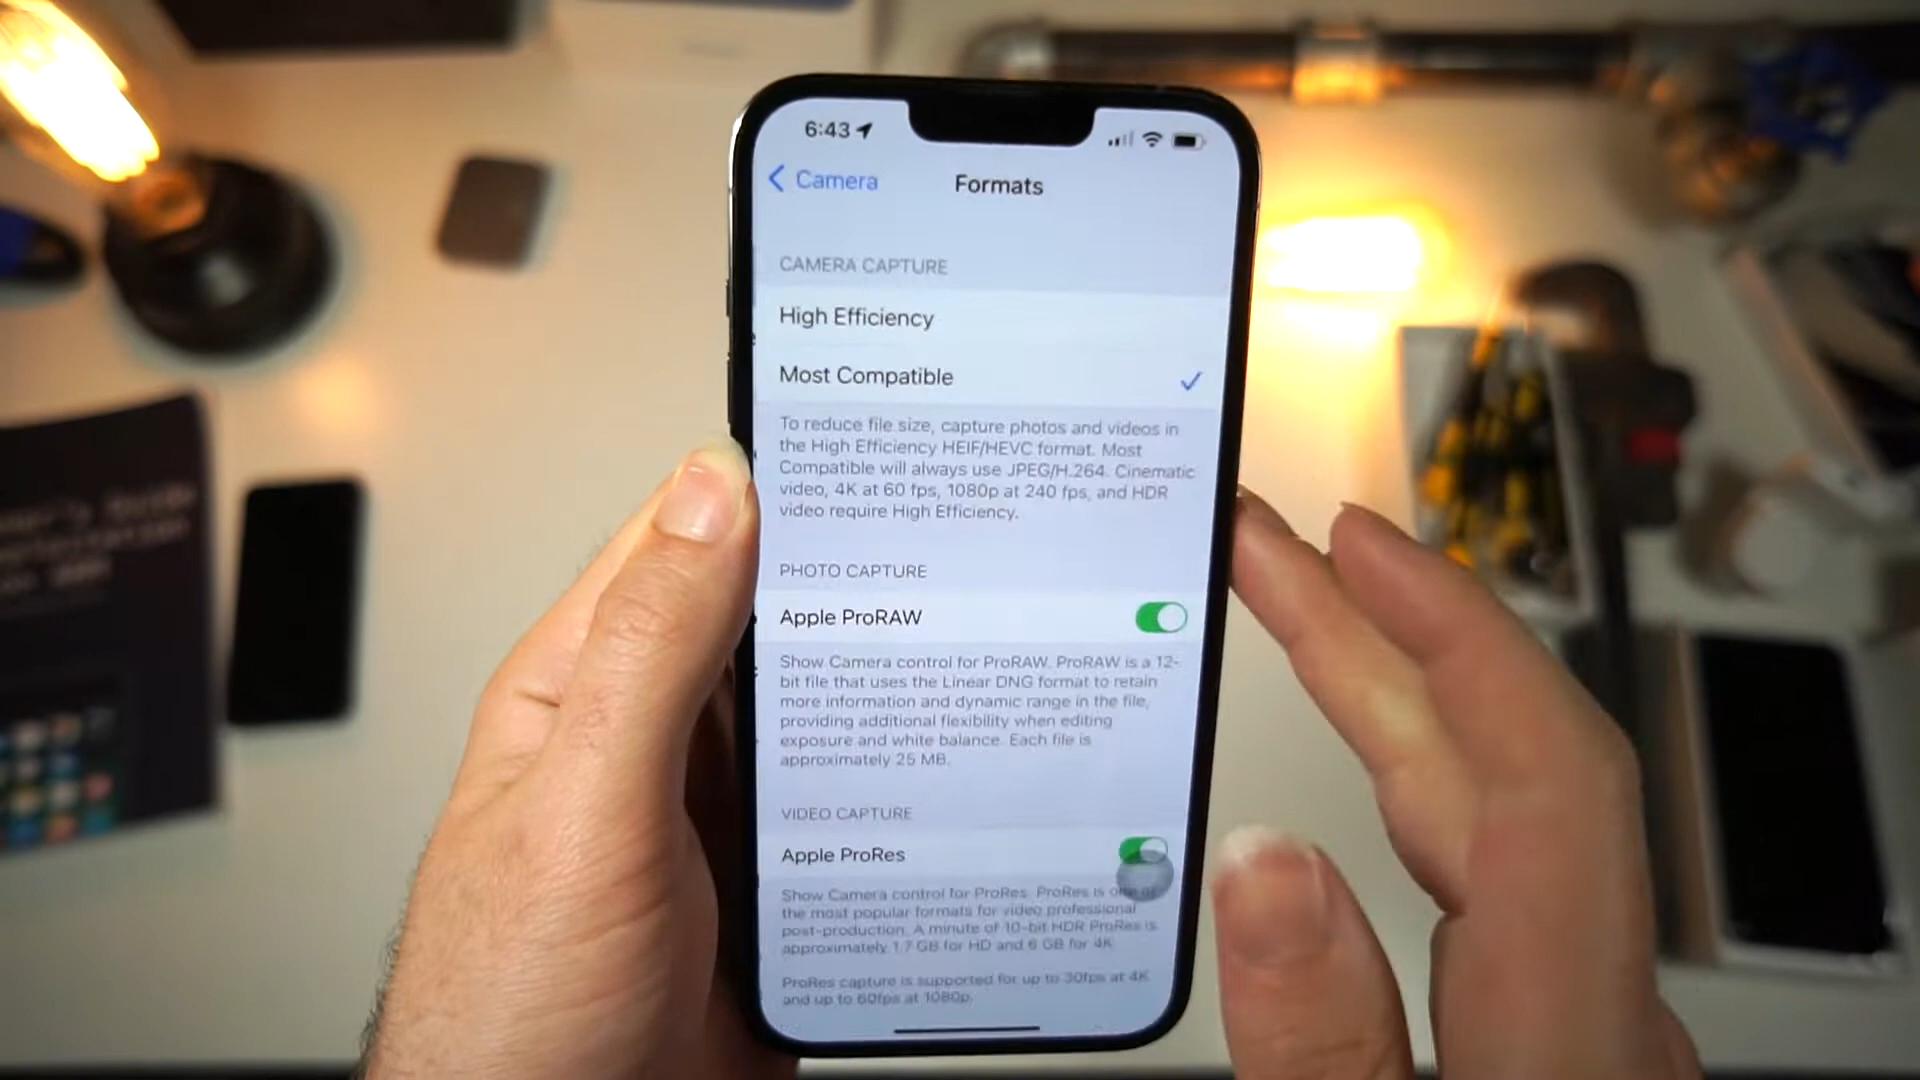 6:43
Camera
Formats
CAMERA CAPTURE
High Efficiency
Most Compatible
To reduce file size, capture photos and videos in
the High Efficiency HEIF/HEVC format. Most
Compatible will always use JPEG/H.264. Cinematic
video, 4K at 60 fps, 1080p at 240 fps, and HDR
video require High Efficiency.
PHOTO CAPTURE
Apple ProRAW
Show Camera control for ProRAW. ProRAW is a 12-
bit file that uses the Linear DNG format to retain
more information and dynamic range in the file,
providing additional flexibility when editing
exposure and white balance. Each file is
approximately 25 MB.
VIDEO CAPTURE
Apple ProRes
Show Camera control for ProRes. ProRes is one of
the most popular formats for video professional
post-production. A minute of 10-bit HDR ProRes is
approximately 1.7 GB for HD and 6 GB for 4K.
ProRes capture is supported for up to 30fps at 4K
and up to 60fps at 1080p.